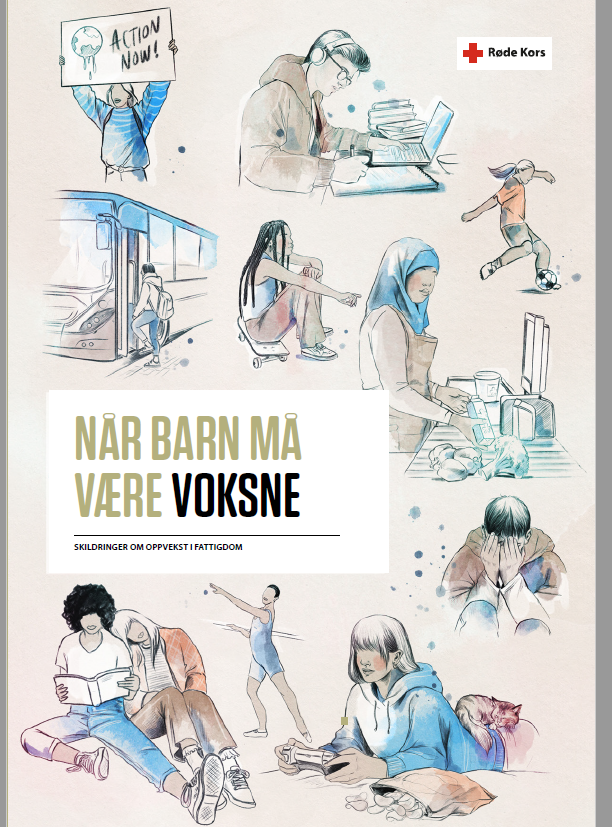 ACTION
NOW!
Røde Kors
NÅR BARN MÅ
VÆRE VOKSNE
SKILDRINGER OM OPPVEKST I FATTIGDOM